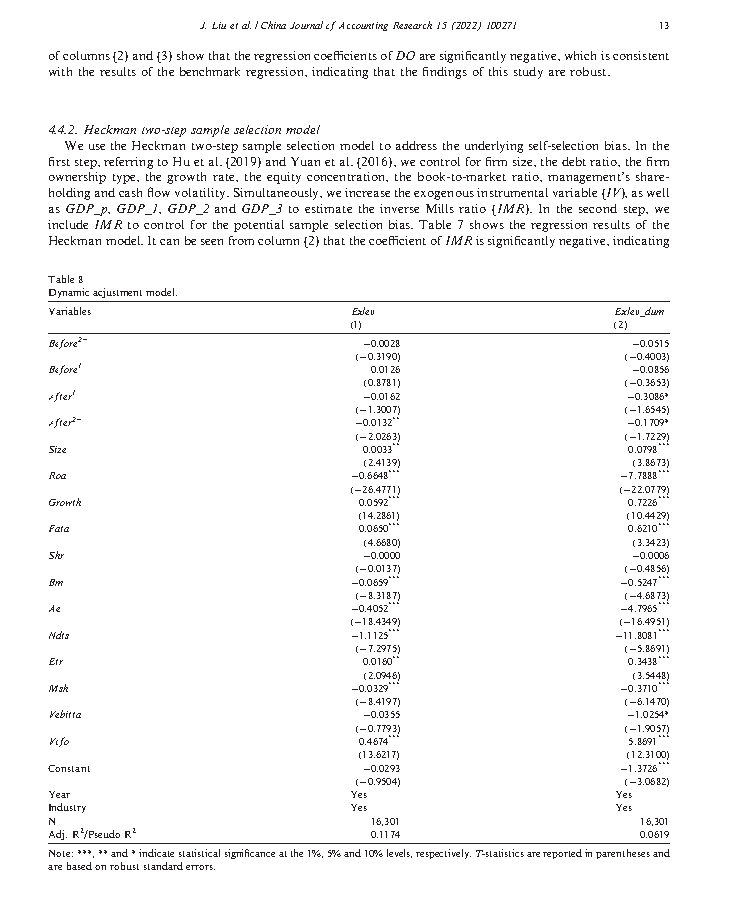 J. Liu et al. / China Journal of Accounting Research 15 (2022) 100271 13
of columns (2) and (3) show that the regression coefficients of DO are significantly negative, which is consistent
with the results of the benchmark regression, indicating that the findings of this study are robust.
4.4.2. Heckman two-step sample selection model
We use the Heckman two-step sample selection model to address the underlying self-selection bias. In the
first step, referring to Hu et al. (2019) and Yuan et al. (2016), we control for firm size, the debt ratio, the firm
ownership type, the growth rate, the equity concentration, the book-to-market ratio, management's share-
holding and cash flow volatility. Simultaneously, we increase the exogenous instrumental variable (IV), as well
as GDP_p, GDP_1, GDP_2 and GDP_3 to estimate the inverse Mills ratio (IMR). In the second step, we
include IMR to control for the potential sample selection bias. Table 7 shows the regression results of the
Heckman model. It can be seen from column (2) that the coefficient of IMR is significantly negative, indicating
Table 8
Dynamic adjustment model.
Variables Exlev Exlev_dum
(1) (2)
Before2− −0.0028 −0.0515
(−0.3190) (−0.4003)
Before1 0.0126 −0.0856
(0.8781) (−0.3653)
After1 −0.0162 −0.3086*
(−1.3007) (−1.6545)
After2− −0.0132** −0.1709*
(−2.0263) (−1.7229)
Size 0.0033** 0.0798***
(2.4139) (3.8673)
Roa −0.6648*** −7.7888***
(−26.4771) (−22.0779)
Growth 0.0592*** 0.7226***
(14.2861) (10.4429)
Fata 0.0650*** 0.6210***
(4.6680) (3.3423)
Shr −0.0000 −0.0006
(−0.0137) (−0.4856)
Bm −0.0659*** −0.5247***
(−8.3187) (−4.6873)
Ae −0.4052*** −4.7965***
(−18.4349) (−16.4951)
Ndts −1.1125*** −11.8081***
(−7.2975) (−5.8691)
Etr 0.0160** 0.3438***
(2.0946) (3.5448)
Msh −0.0329*** −0.3710***
(−8.4197) (−6.1470)
Vebitta −0.0355 −1.0254*
(−0.7793) (−1.9057)
Vcfo 0.4674*** 5.8691***
(13.6217) (12.3100)
Constant −0.0293 −1.3726***
(−0.9504) (−3.0682)
Year Yes Yes
Industry Yes Yes
N 16,301 16,301
Adj. R2/Pseudo R2 0.1174 0.0619
Note: ***, ** and * indicate statistical significance at the 1%, 5% and 10% levels, respectively. T-statistics are reported in parentheses and
are based on robust standard errors.